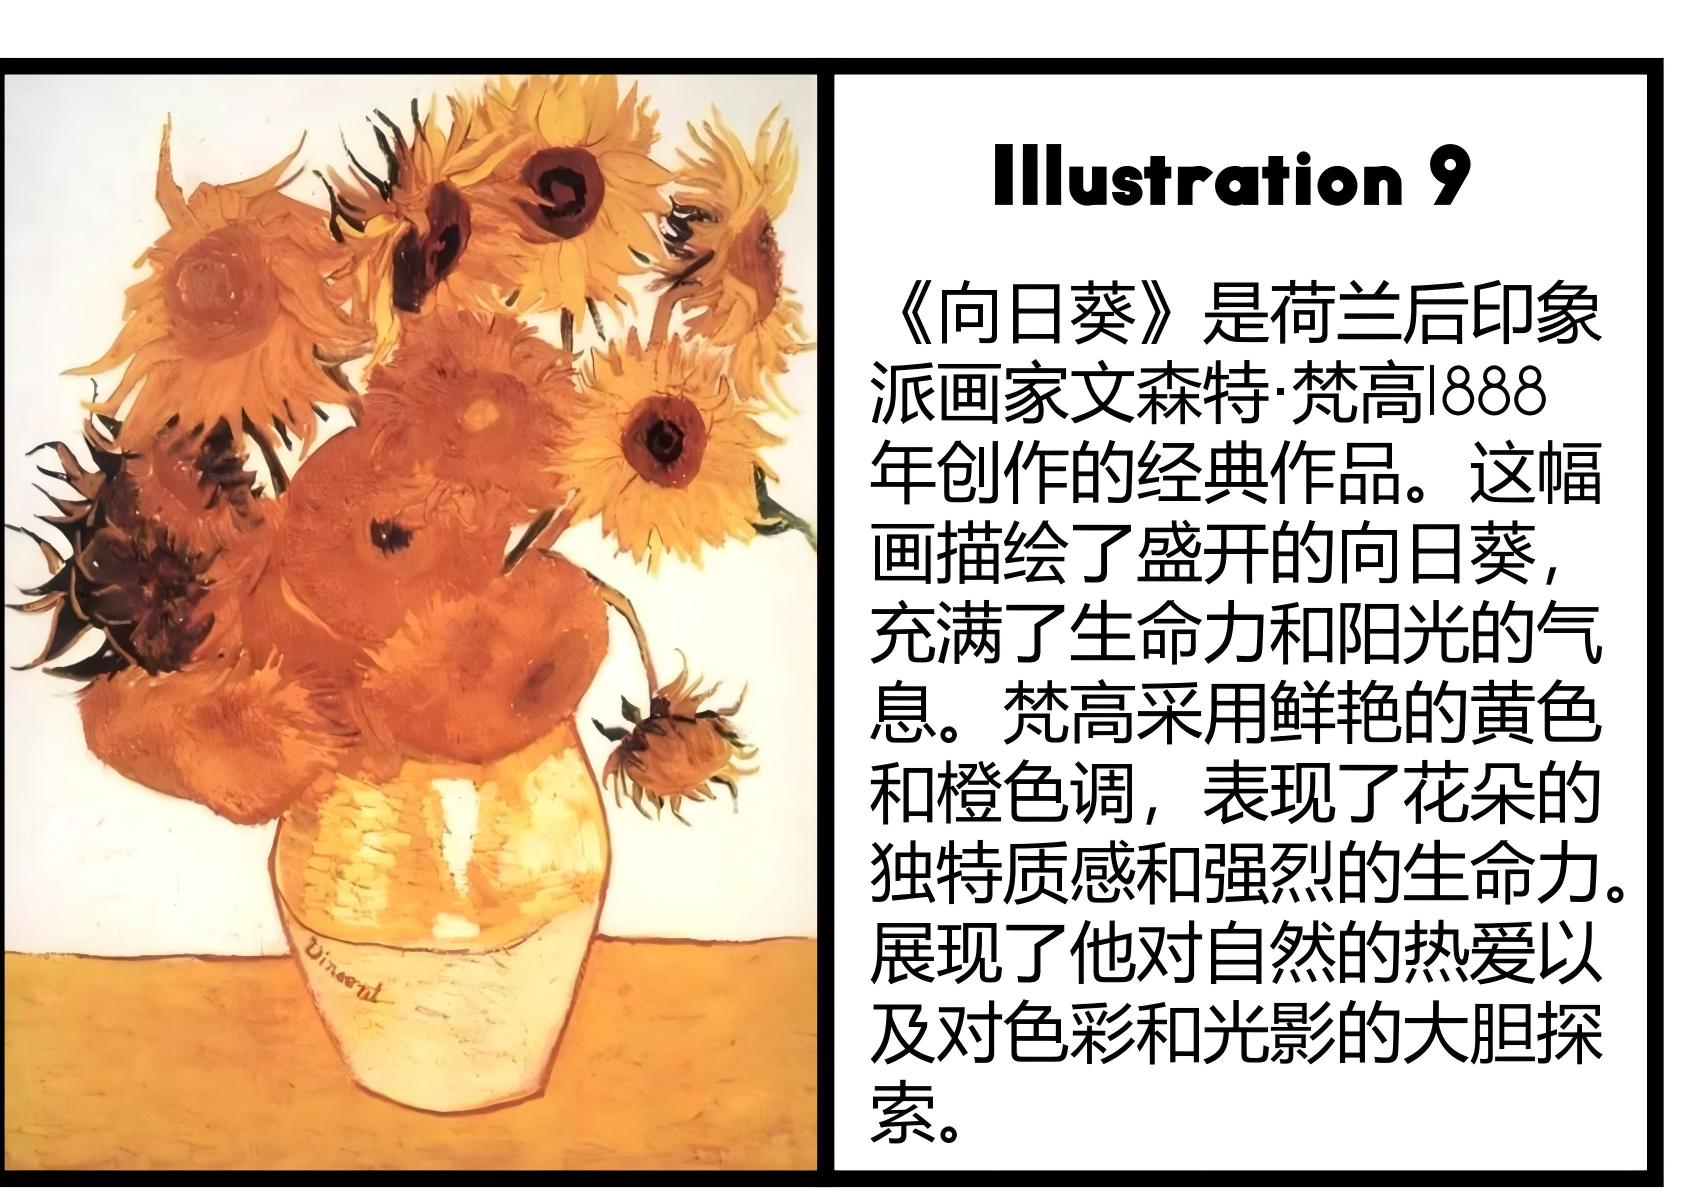 Vincent
Illustration 9
《向日葵》是荷兰后印象
派画家文森特·梵高1888
年创作的经典作品。这幅
画描绘了盛开的向日葵，
充满了生命力和阳光的气
息。梵高采用鲜艳的黄色
和橙色调，表现了花朵的
独特质感和强烈的生命力。
展现了他对自然的热爱以
及对色彩和光影的大胆探
索。